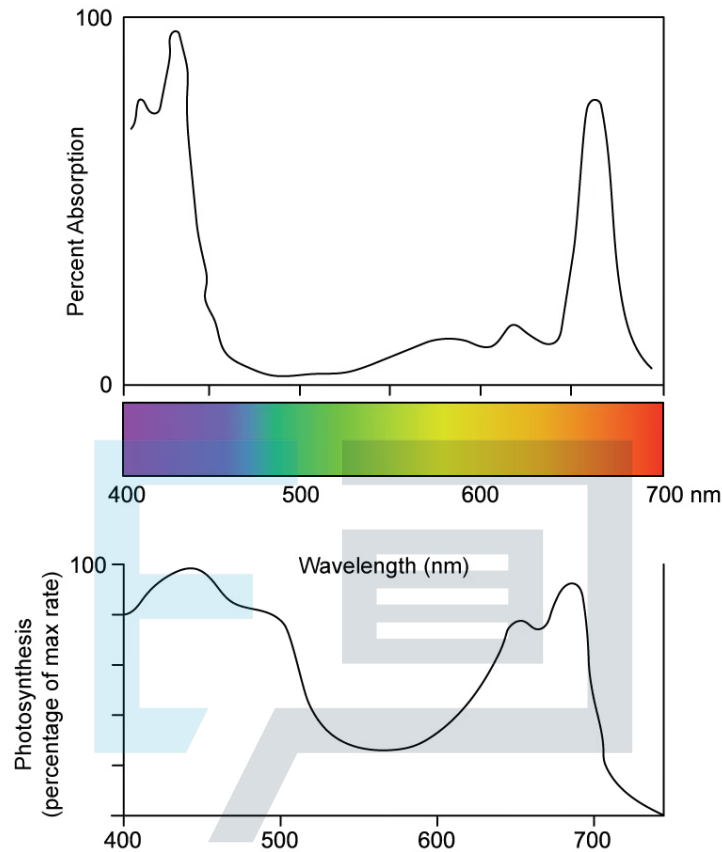 100
Percent Absorption
0
400 500 600 700 nm
Wavelength (nm)
100
Photosynthesis
(percentage of max rate)
400 500 600 700